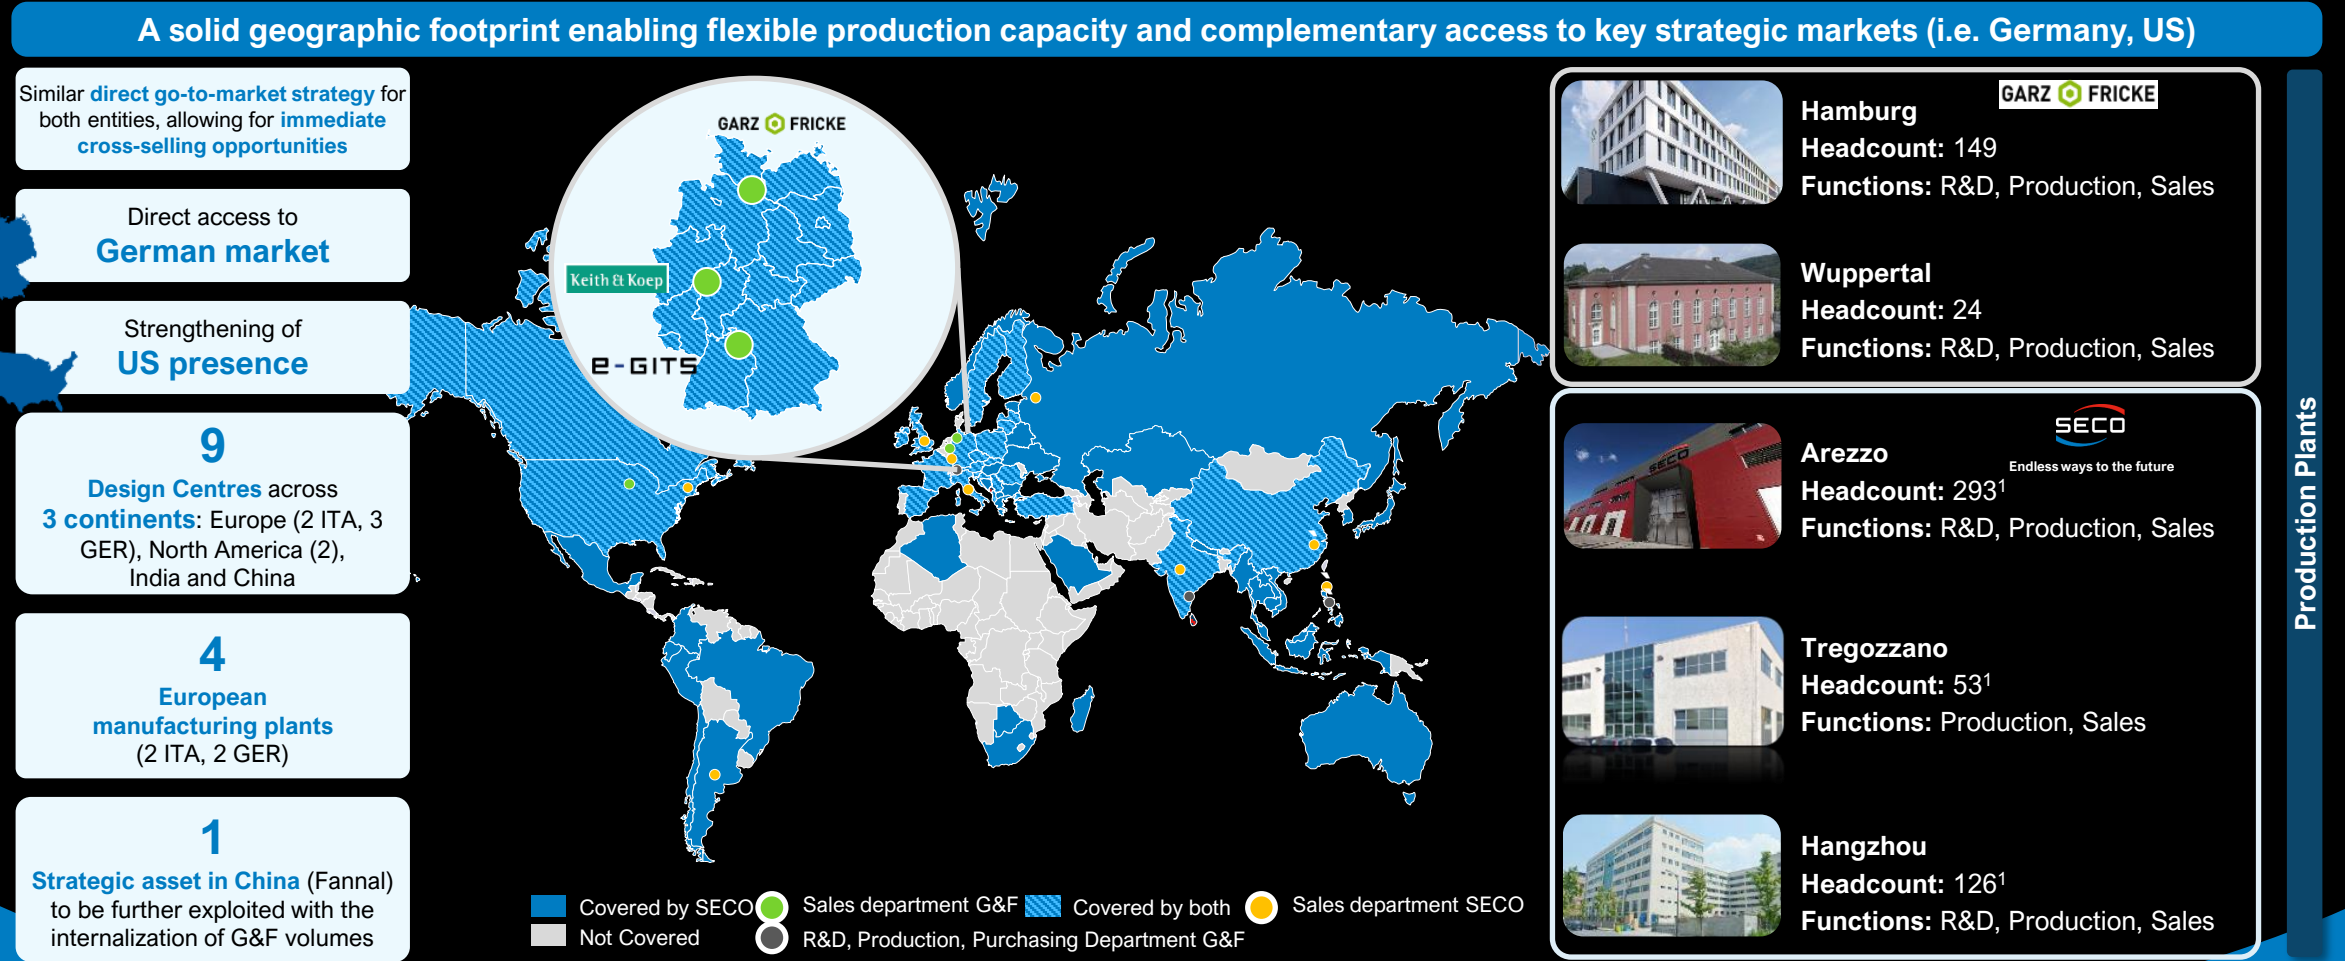 A solid geographic footprint enabling flexible production capacity and complementary access to key strategic markets (i.e. Germany, US)
Similar direct go-to-market strategy for
both entities, allowing for immediate
cross-selling opportunities
Direct access to
German market
Strengthening of
US presence
9
Design Centres across
3 continents: Europe (2 ITA, 3
GER), North America (2),
India and China
4
European
manufacturing plants
(2 ITA, 2 GER)
1
Strategic asset in China (Fannal)
to be further exploited with the
internalization of G&F volumes
GARZ FRICKE
Keith & Koep
e-GITS
Covered by SECO
Sales department G&F
Covered by both
Sales department SECO
Not Covered
R&D, Production, Purchasing Department G&F
GARZ FRICKE
Hamburg
Headcount: 149
Functions: R&D, Production, Sales
Wuppertal
Headcount: 24
Functions: R&D, Production, Sales
SECO
Endless ways to the future
SECO
Arezzo
Headcount: 293¹
Functions: R&D, Production, Sales
Tregozzano
Headcount: 53¹
Functions: Production, Sales
Hangzhou
Headcount: 126¹
Functions: R&D, Production, Sales
Production Plants